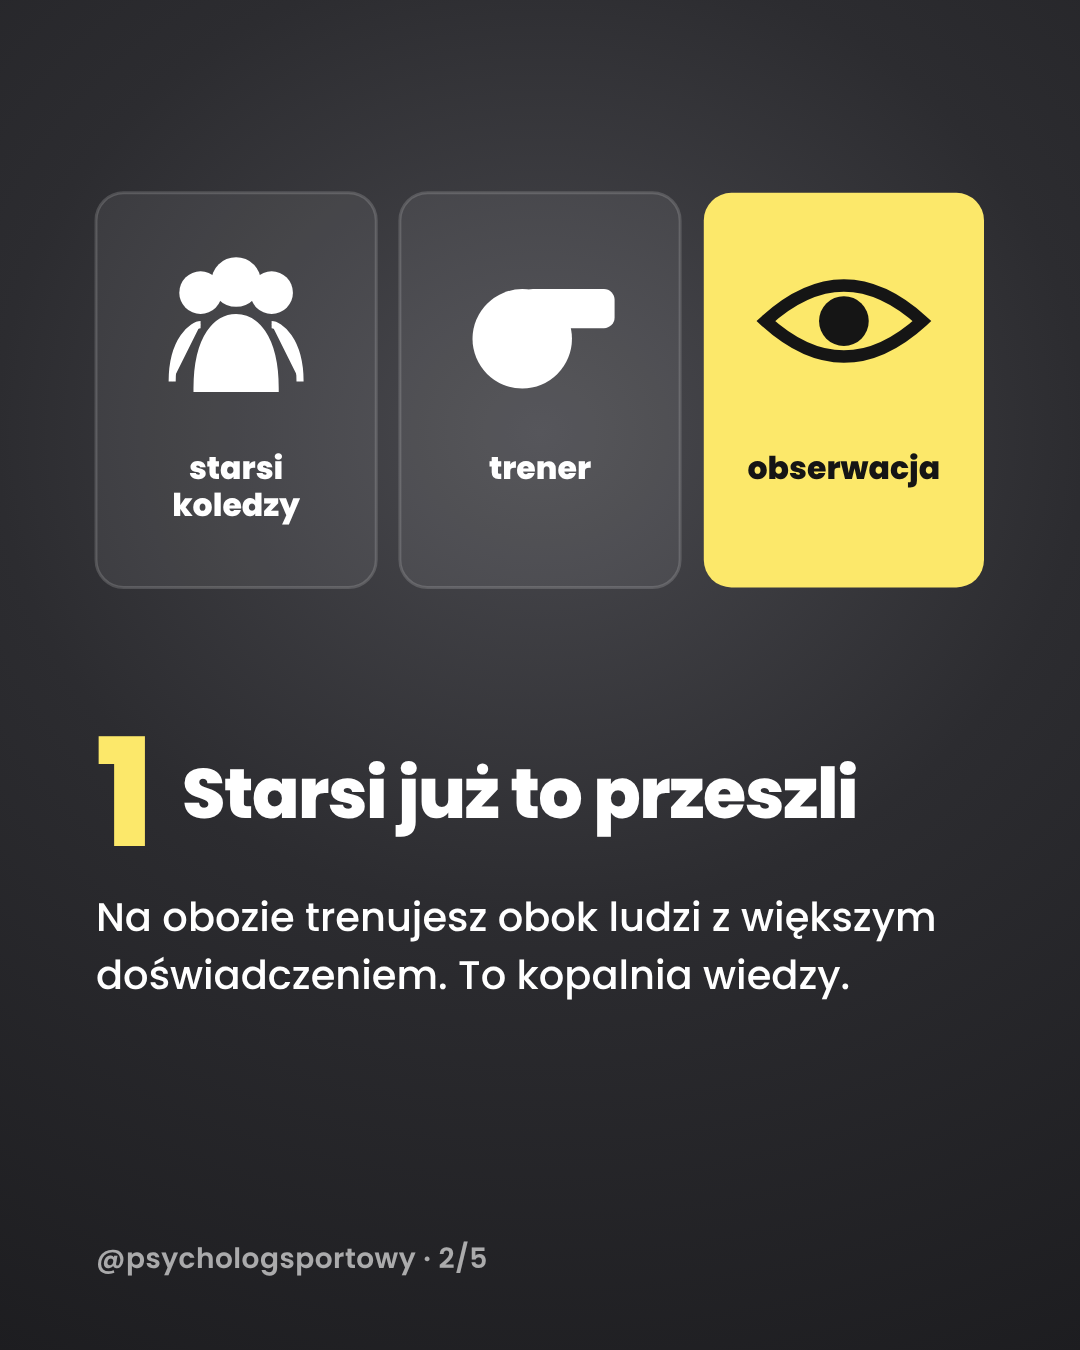 starsi
koledzy
trener
obserwacja
1 Starsi już to przeszli
Na obozie trenujesz obok ludzi z większym
doświadczeniem. To kopalnia wiedzy.
@psychologsportowy · 2/5